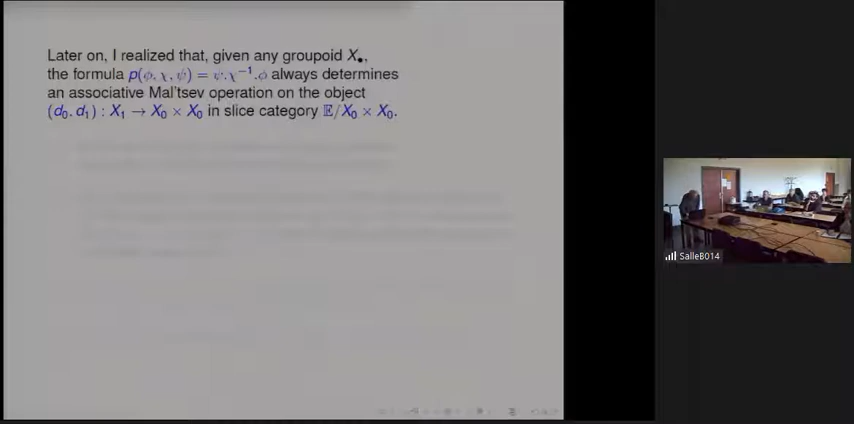 Later on, I realized that, given any groupoid X•,
the formula p(ϕ, χ, ψ) = ψ.χ⁻¹.ϕ always determines
an associative Mal'tsev operation on the object
(d₀, d₁) : X₁ → X₀ × X₀ in slice category 𝔼/X₀ × X₀.
SalleB014